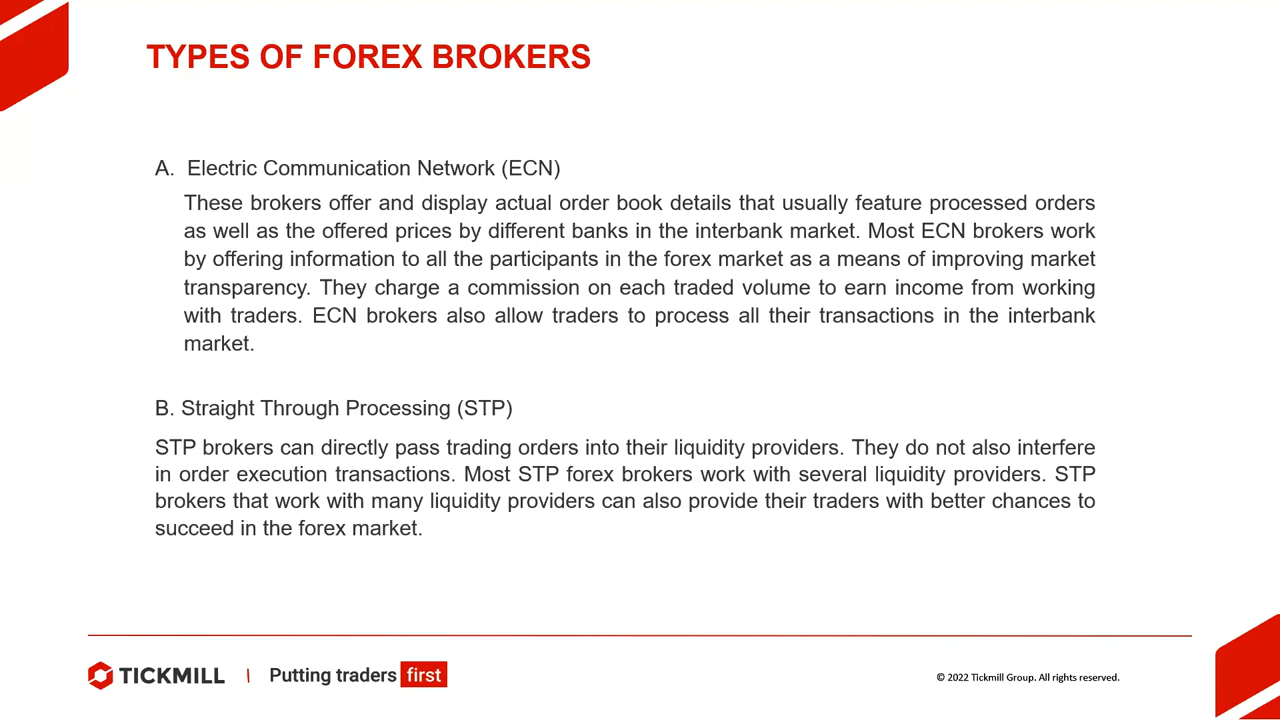 TYPES OF FOREX BROKERS
A. Electric Communication Network (ECN)
These brokers offer and display actual order book details that usually feature processed orders
as well as the offered prices by different banks in the interbank market. Most ECN brokers work
by offering information to all the participants in the forex market as a means of improving market
transparency. They charge a commission on each traded volume to earn income from working
with traders. ECN brokers also allow traders to process all their transactions in the interbank
market.
B. Straight Through Processing (STP)
STP brokers can directly pass trading orders into their liquidity providers. They do not also interfere
in order execution transactions. Most STP forex brokers work with several liquidity providers. STP
brokers that work with many liquidity providers can also provide their traders with better chances to
succeed in the forex market.
TICKMILL | Putting traders first
© 2022 Tickmill Group. All rights reserved.